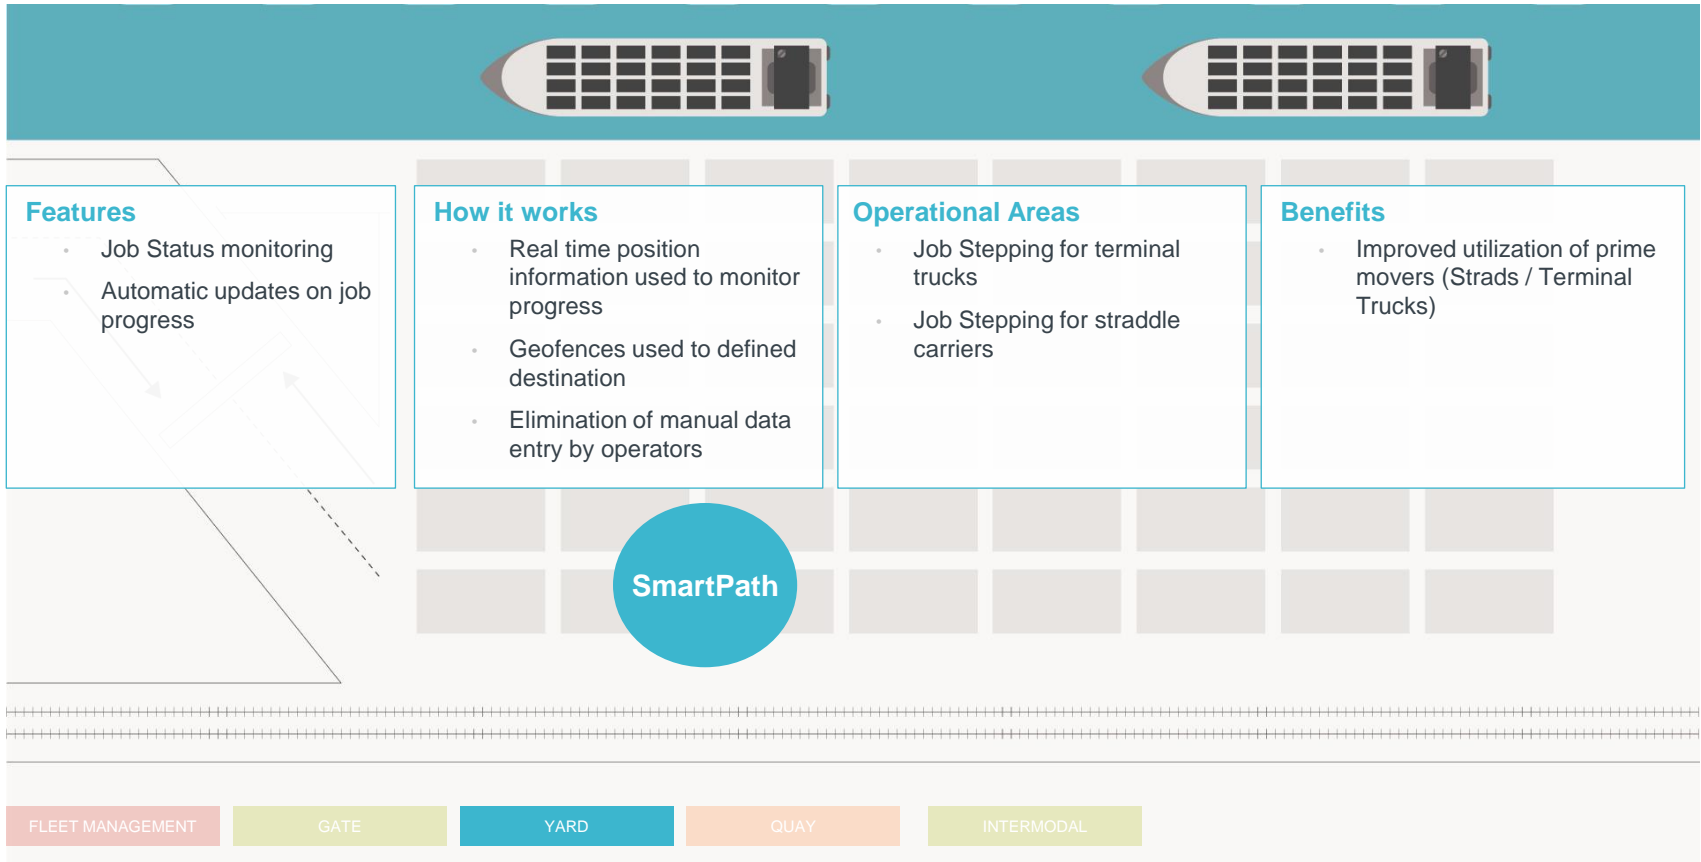 Features
Job Status monitoring
Automatic updates on job
progress
How it works
Real time position
information used to monitor
progress
Geofences used to defined
destination
Elimination of manual data
entry by operators
Operational Areas
Job Stepping for terminal
trucks
Job Stepping for straddle
carriers
Benefits
Improved utilization of prime
movers (Strads / Terminal
Trucks)
SmartPath
FLEET MANAGEMENT
GATE
YARD
QUAY
INTERMODAL